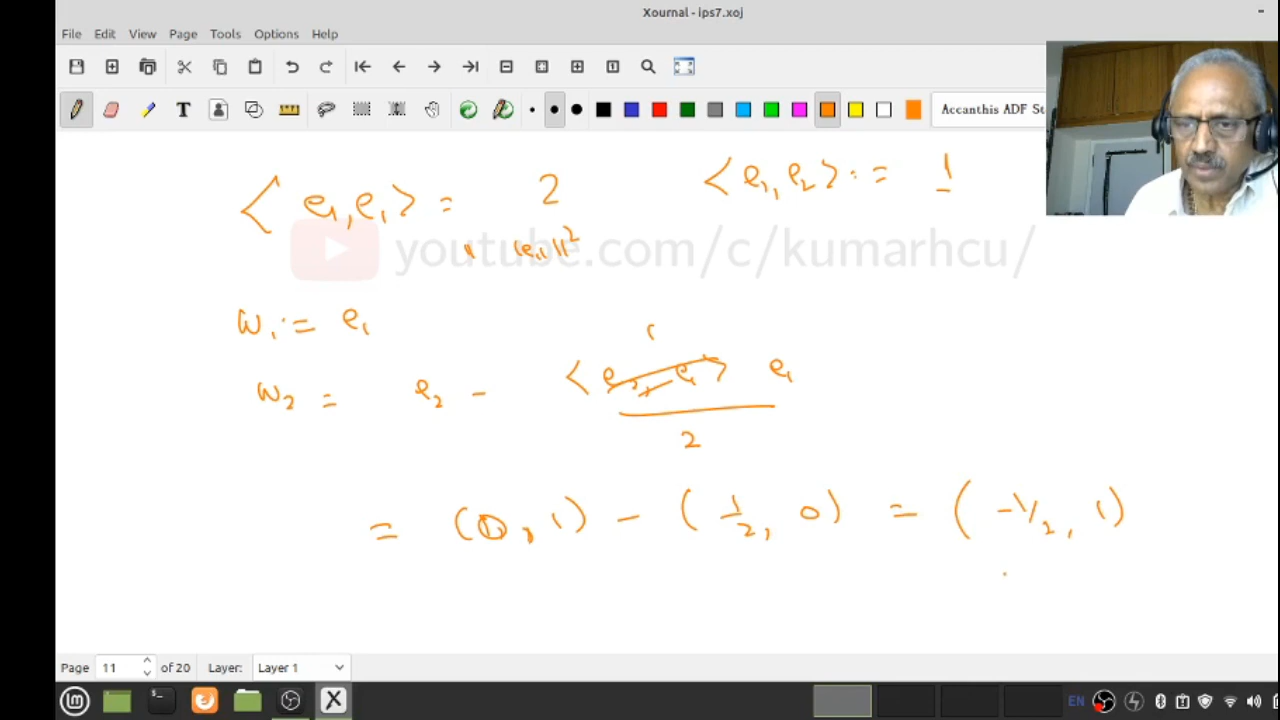 Xournal - ips7.xoj
File Edit View Page Tools Options Help
Accanthis ADF St
⟨e₁, e₁⟩ = 2 ⟨e₁, e₂⟩ = 1
‖e₁‖²
youtube.com/c/kumarhcu/
w₁ := e₁
1
w₂ = e₂ - ⟨e₂, e₁⟩ e₁
2
= (0, 1) - (1/2, 0) = (-1/2, 1)
Page 11 of 20 Layer: Layer 1
EN